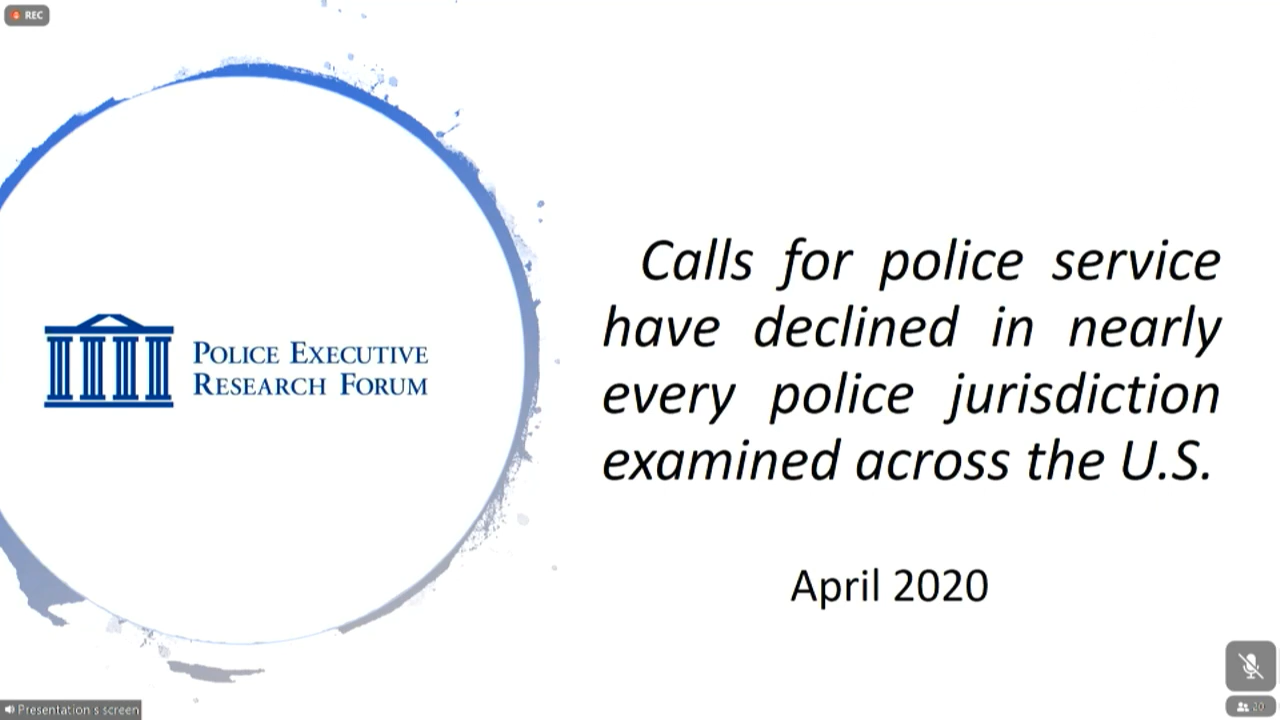 REC
POLICE EXECUTIVE
RESEARCH FORUM
Calls for police service
have declined in nearly
every police jurisdiction
examined across the U.S.
April 2020
Presentation s screen
20